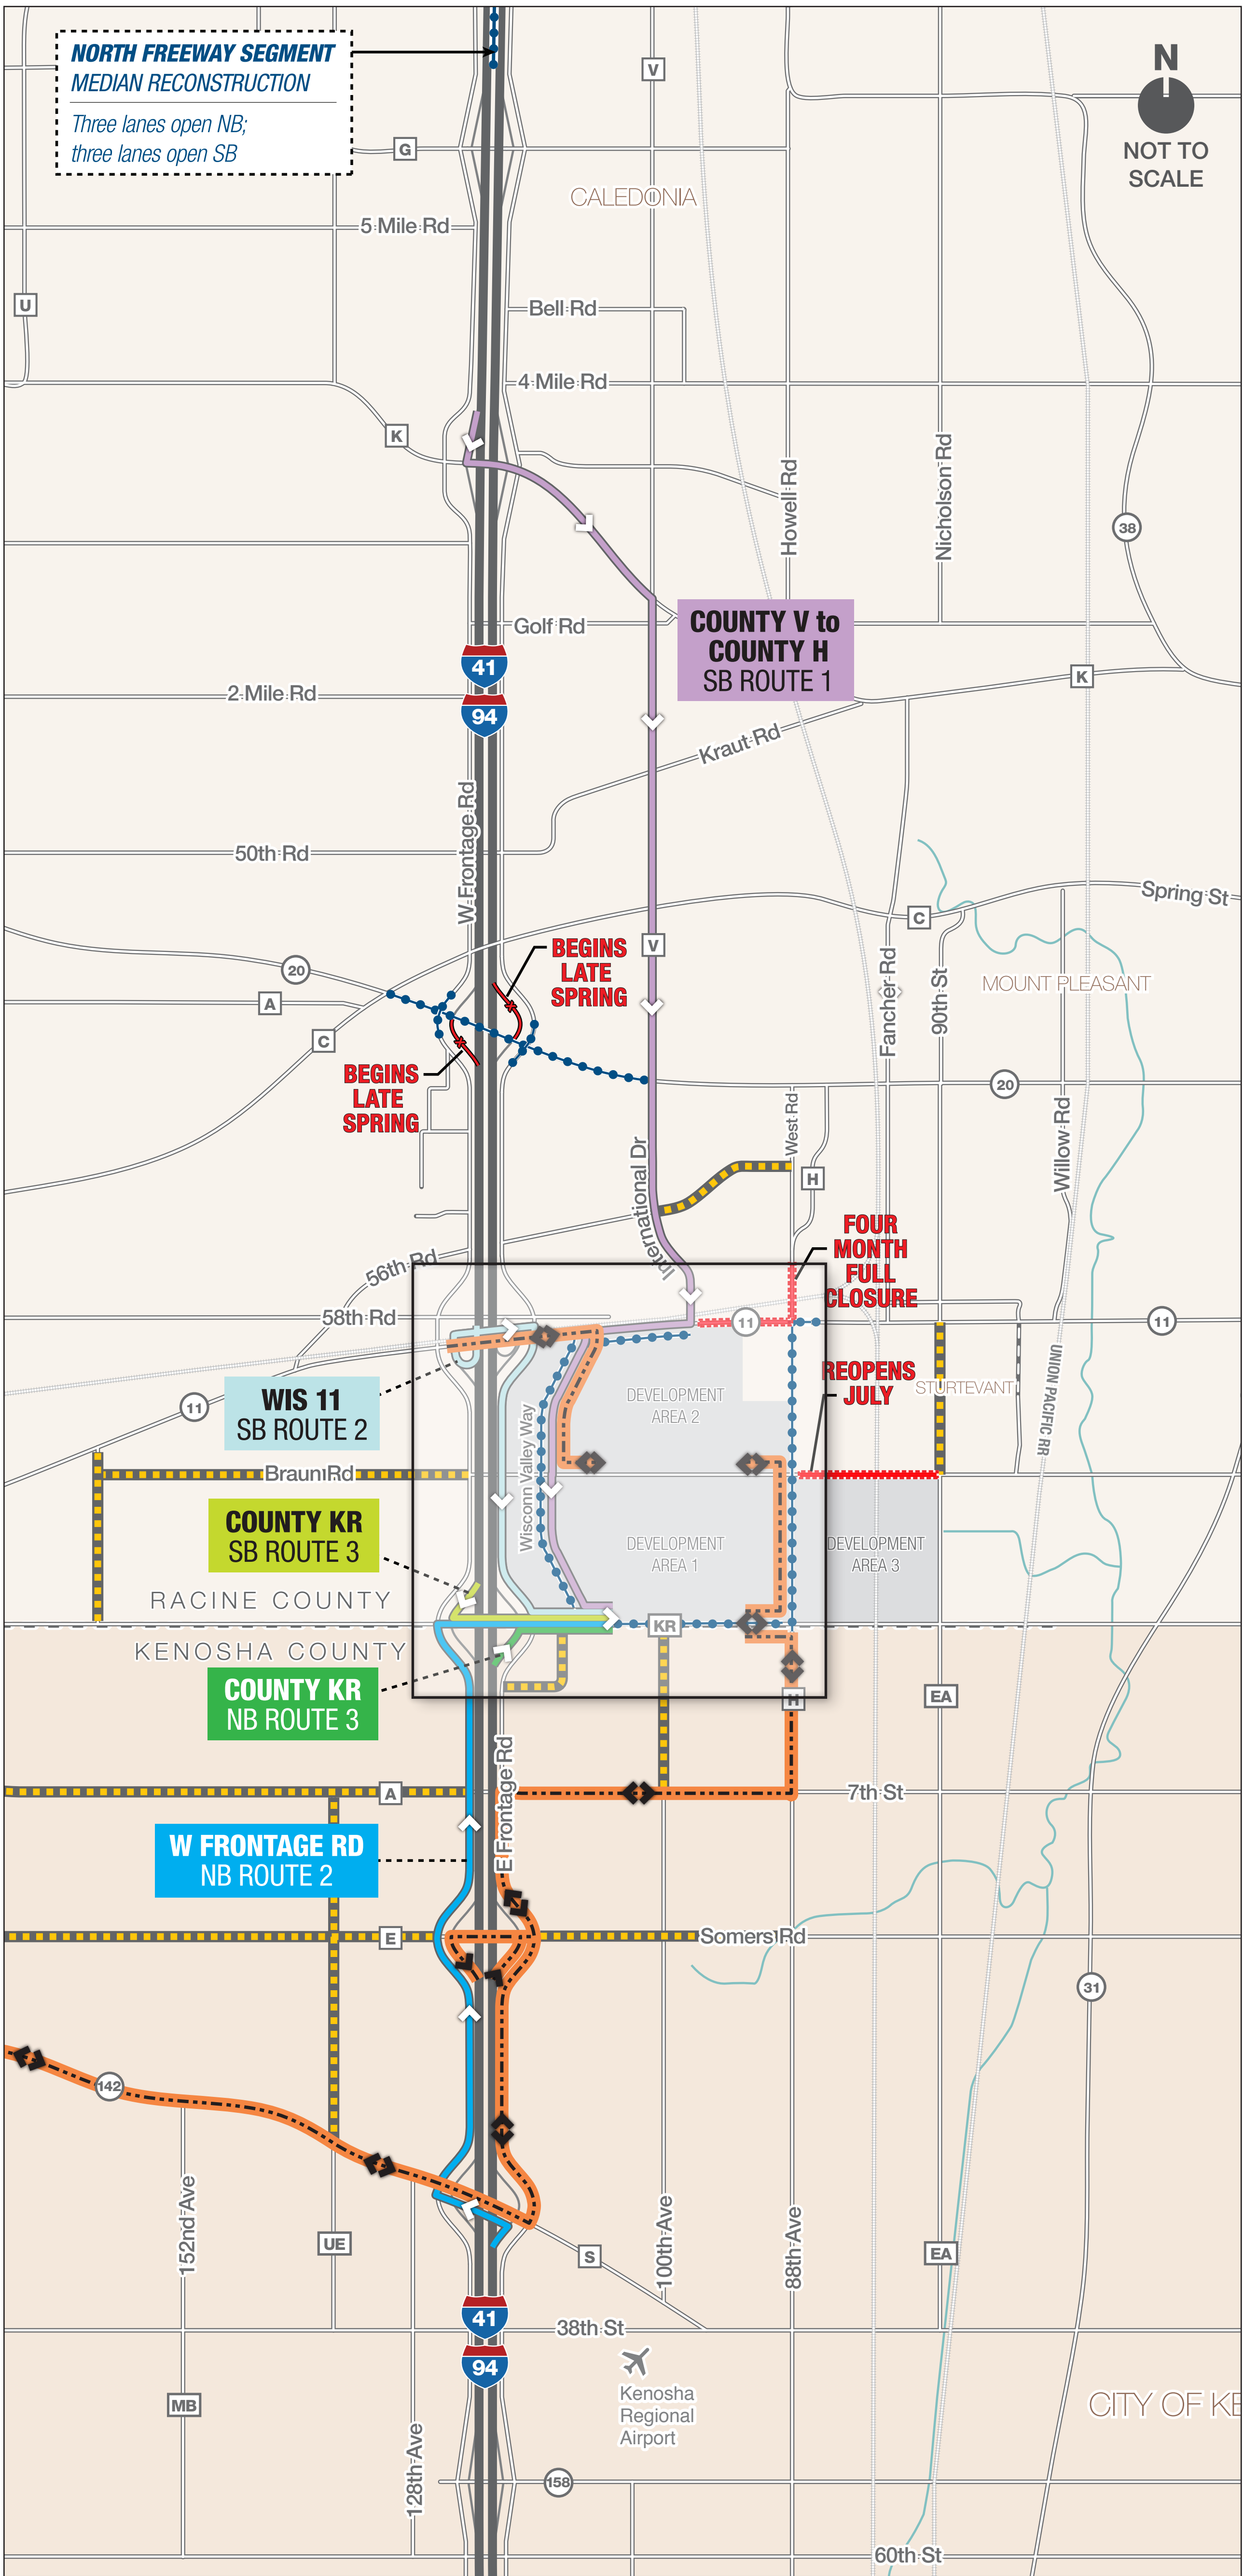 NORTH FREEWAY SEGMENT
MEDIAN RECONSTRUCTION
Three lanes open NB;
three lanes open SB
V
N
NOT TO
SCALE
G
CALEDONIA
5 Mile Rd
U
Bell Rd
4 Mile Rd
K
Howell Rd
Nicholson Rd
38
COUNTY V to
COUNTY H
SB ROUTE 1
Golf Rd
41
94
K
2 Mile Rd
Kraut Rd
W Frontage Rd
50th Rd
Spring St
C
V
BEGINS
LATE
SPRING
20
A
C
Fancher Rd
90th St
MOUNT PLEASANT
BEGINS
LATE
SPRING
20
West Rd
Willow Rd
International Dr
H
FOUR
MONTH
FULL
CLOSURE
56th Rd
58th Rd
11
11
REOPENS
JULY
STURTEVANT
UNION PACIFIC RR
WIS 11
SB ROUTE 2
11
DEVELOPMENT
AREA 2
Wisconn Valley Way
Braun Rd
COUNTY KR
SB ROUTE 3
DEVELOPMENT
AREA 1
DEVELOPMENT
AREA 3
RACINE COUNTY
KR
KENOSHA COUNTY
COUNTY KR
NB ROUTE 3
H
EA
E Frontage Rd
A
7th St
W FRONTAGE RD
NB ROUTE 2
E
Somers Rd
31
142
152nd Ave
UE
S
100th Ave
88th Ave
EA
41
94
38th St
Kenosha
Regional
Airport
MB
CITY OF KE
128th Ave
158
60th St